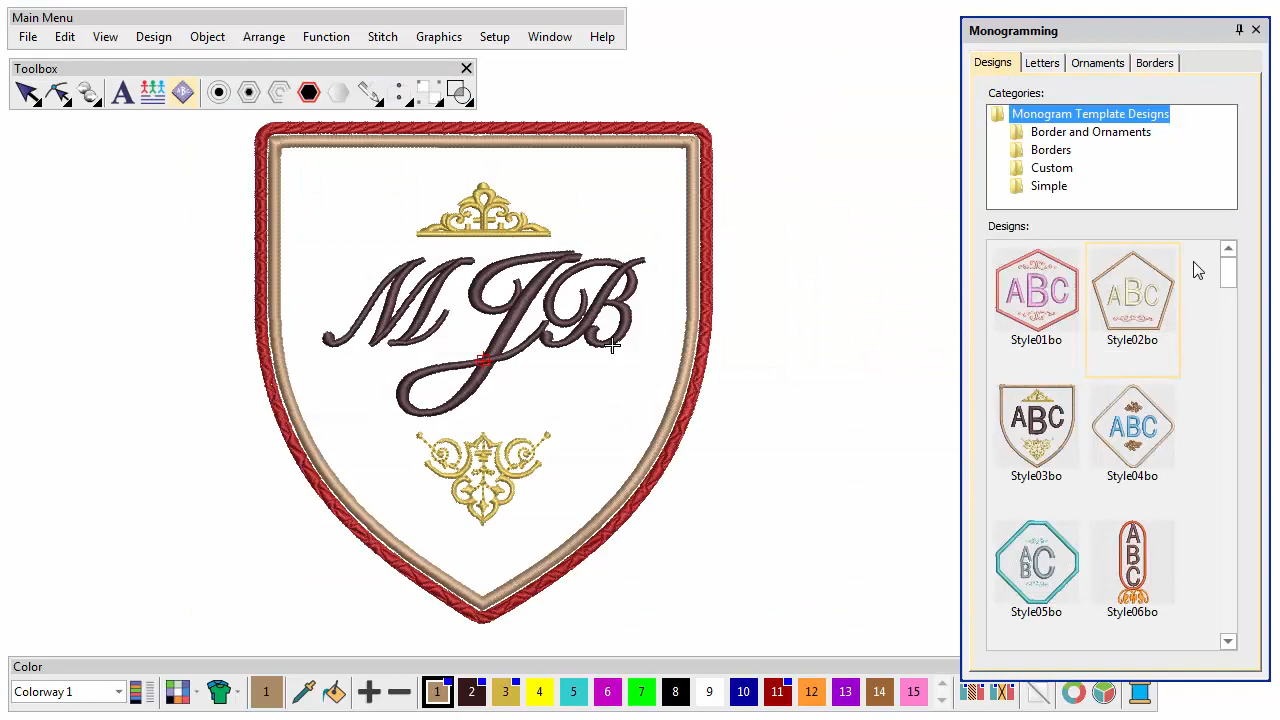 Main Menu
File Edit View Design Object Arrange Function Stitch Graphics Setup Window Help
Toolbox
A
ABC
MJB
Monogramming
Designs Letters Ornaments Borders
Categories:
Monogram Template Designs
Border and Ornaments
Borders
Custom
Simple
Designs:
ABC ABC
Style01bo Style02bo
ABC ABC
Style03bo Style04bo
ABC ABC
Style05bo Style06bo
Color
Colorway 1 1 1 2 3 4 5 6 7 8 9 10 11 12 13 14 15